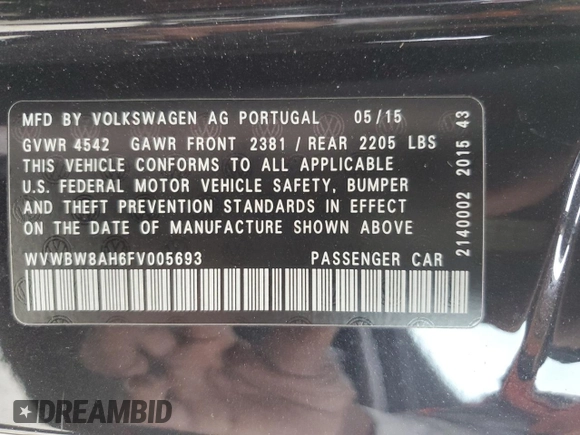 MFD BY VOLKSWAGEN AG PORTUGAL 05/15
GVWR 4542 GAWR FRONT 2381 / REAR 2205 LBS
THIS VEHICLE CONFORMS TO ALL APPLICABLE
U.S. FEDERAL MOTOR VEHICLE SAFETY, BUMPER
AND THEFT PREVENTION STANDARDS IN EFFECT
ON THE DATE OF MANUFACTURE SHOWN ABOVE
WVWBW8AH6FV005693 PASSENGER CAR
2140002 2015 43
DREAMBID